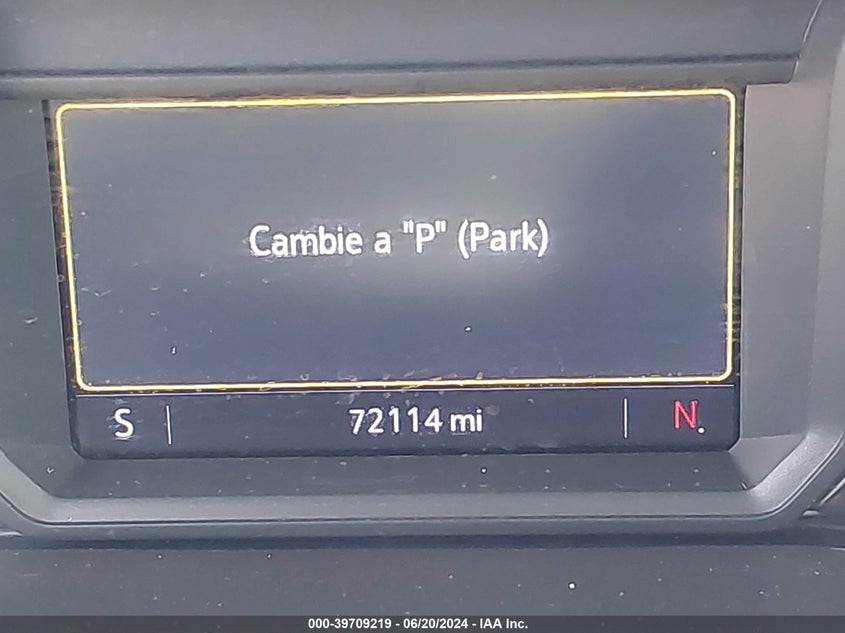 Cambie a "P" (Park)
S | 72114 mi | N.
000-39709219 - 06/20/2024 - IAA Inc.